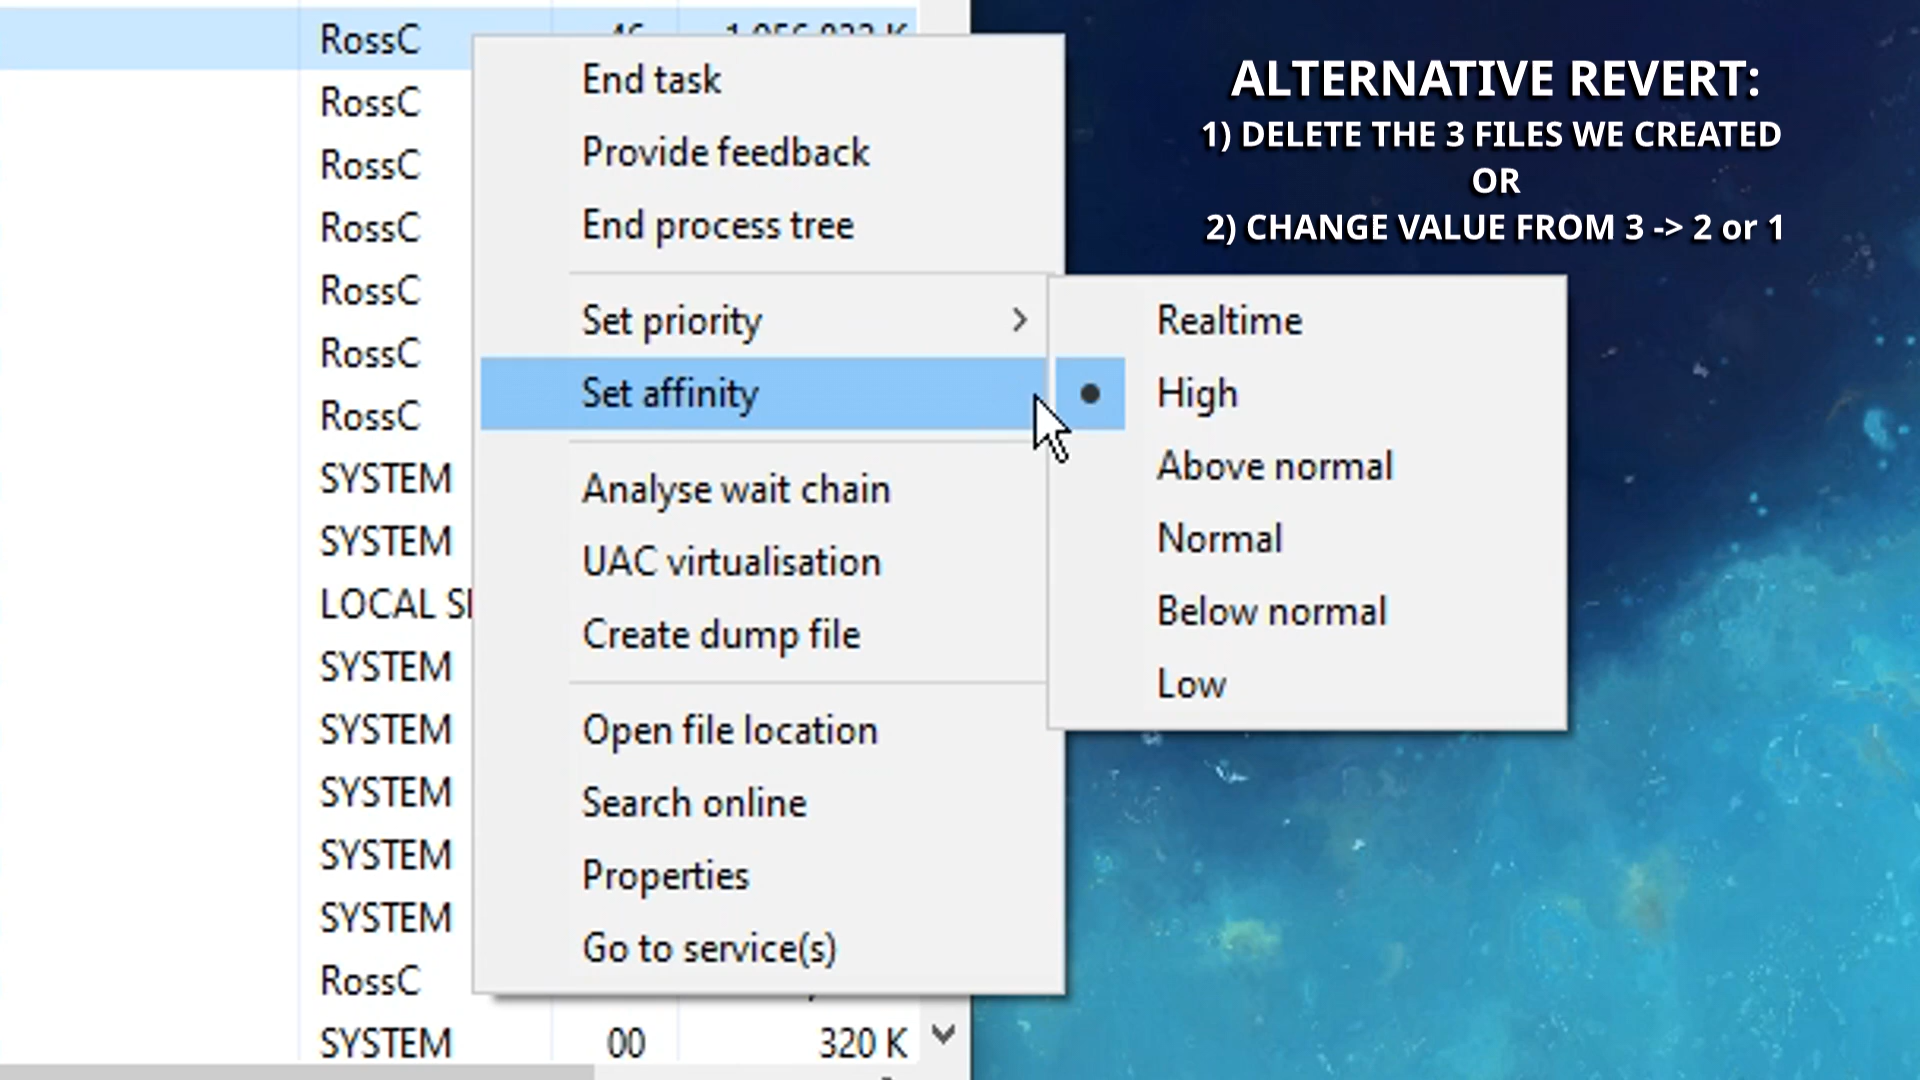 RossC
RossC
RossC
RossC
RossC
RossC
RossC
SYSTEM
SYSTEM
LOCAL
SYSTEM
SYSTEM
SYSTEM
SYSTEM
SYSTEM
RossC
SYSTEM 00 320 K
End task
Provide feedback
End process tree
Set priority
Set affinity
Analyse wait chain
UAC virtualisation
Create dump file
Open file location
Search online
Properties
Go to service(s)
Realtime
High
Above normal
Normal
Below normal
Low
ALTERNATIVE REVERT:
1) DELETE THE 3 FILES WE CREATED
OR
2) CHANGE VALUE FROM 3 -> 2 or 1